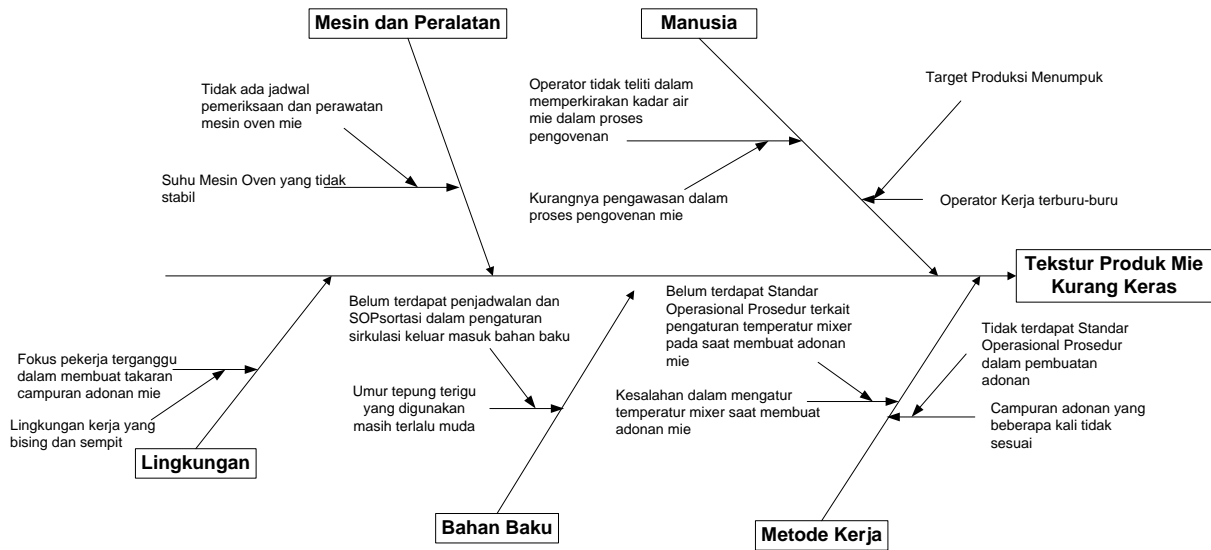 Mesin dan Peralatan
Manusia
Tidak ada jadwal
pemeriksaan dan perawatan
mesin oven mie
Suhu Mesin Oven yang tidak
stabil
Operator tidak teliti dalam
memperkirakan kadar air
mie dalam proses
pengovenan
Kurangnya pengawasan dalam
proses pengovenan mie
Target Produksi Menumpuk
Operator Kerja terburu-buru
Tekstur Produk Mie
Kurang Keras
Fokus pekerja terganggu
dalam membuat takaran
campuran adonan mie
Lingkungan kerja yang
bising dan sempit
Lingkungan
Belum terdapat penjadwalan dan
SOPsortasi dalam pengaturan
sirkulasi keluar masuk bahan baku
Umur tepung terigu
yang digunakan
masih terlalu muda
Bahan Baku
Belum terdapat Standar
Operasional Prosedur terkait
pengaturan temperatur mixer
pada saat membuat adonan
mie
Kesalahan dalam mengatur
temperatur mixer saat membuat
adonan mie
Tidak terdapat Standar
Operasional Prosedur
dalam pembuatan
adonan
Campuran adonan yang
beberapa kali tidak
sesuai
Metode Kerja